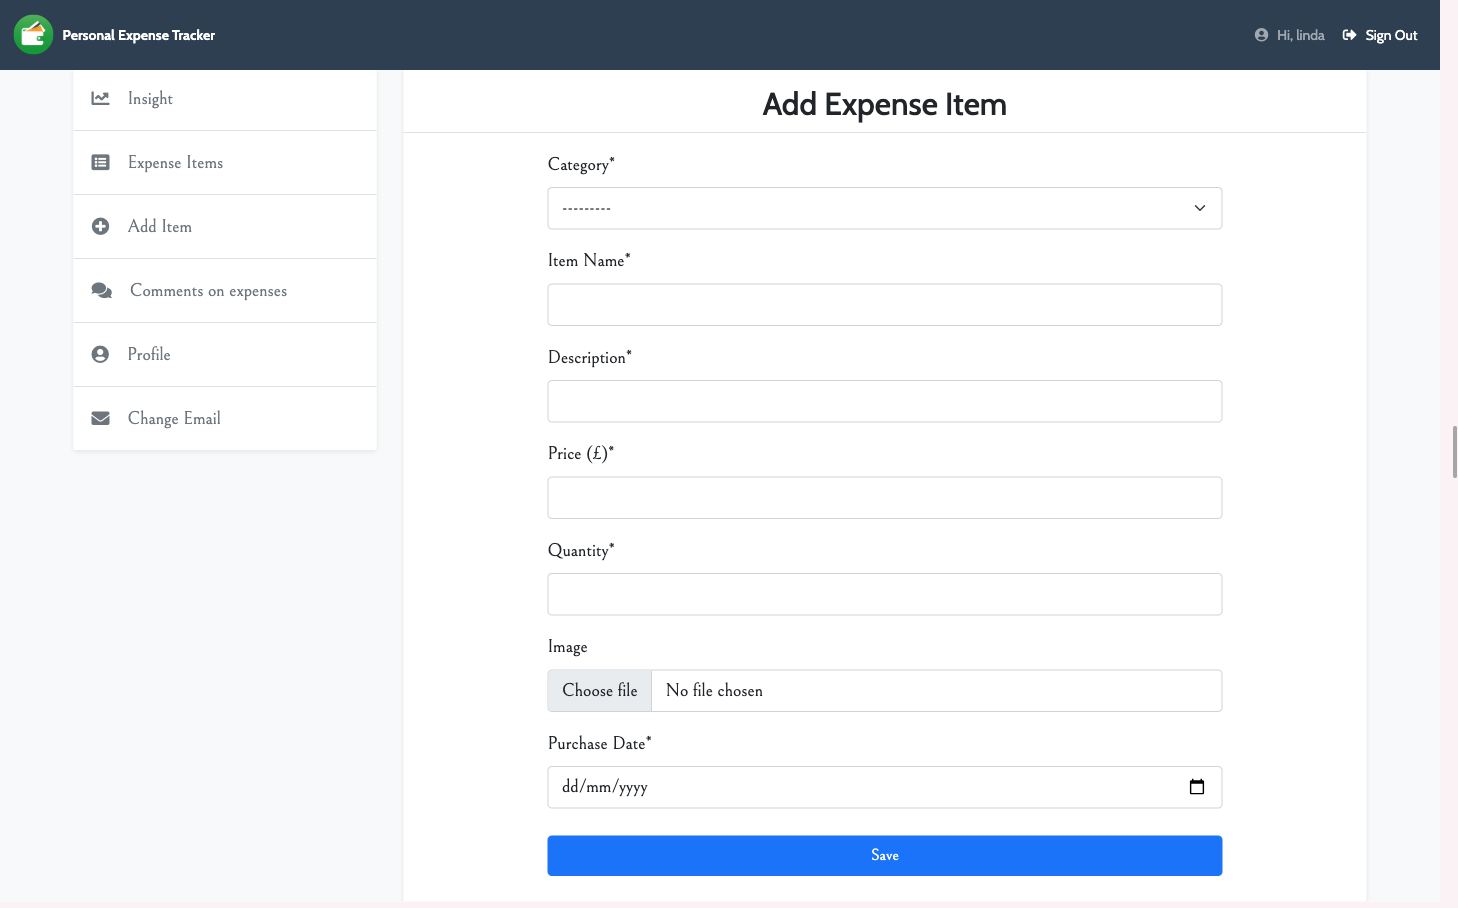 Personal Expense Tracker
Hi, linda
Sign Out
Insight
Expense Items
Add Item
Comments on expenses
Profile
Change Email
Add Expense Item
Category*
---------
Item Name*
Description*
Price (£)*
Quantity*
Image
Choose file
No file chosen
Purchase Date*
dd/mm/yyyy
Save